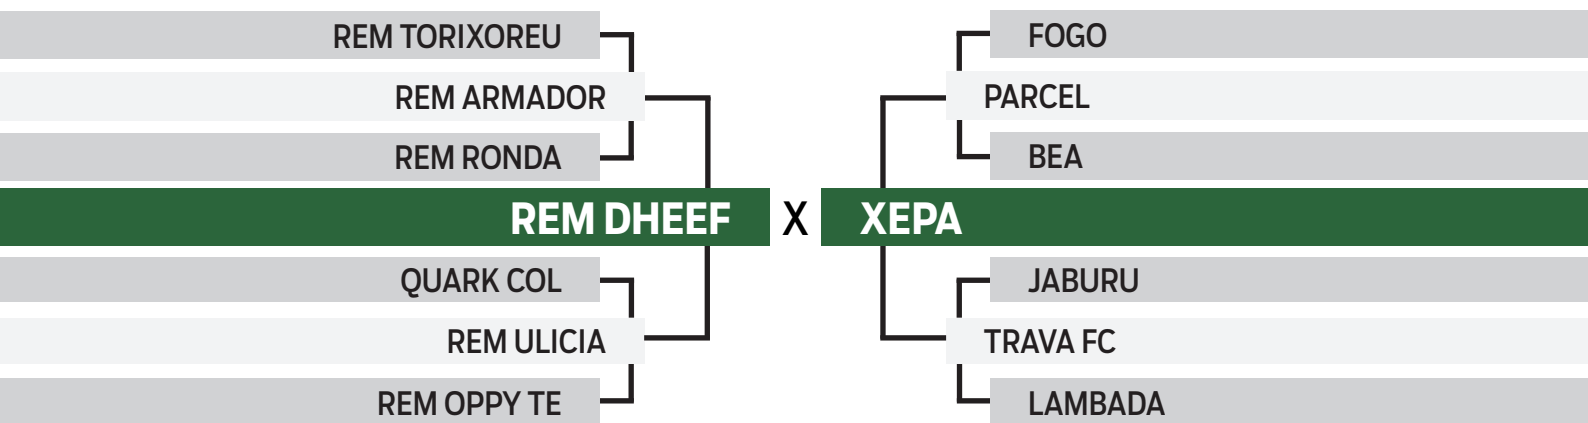 REM TORIXOREU
REM ARMADOR
REM RONDA
REM DHEEF
QUARK COL
REM ULICIA
REM OPPY TE
X
FOGO
PARCEL
BEA
XEPA
JABURU
TRAVA FC
LAMBADA